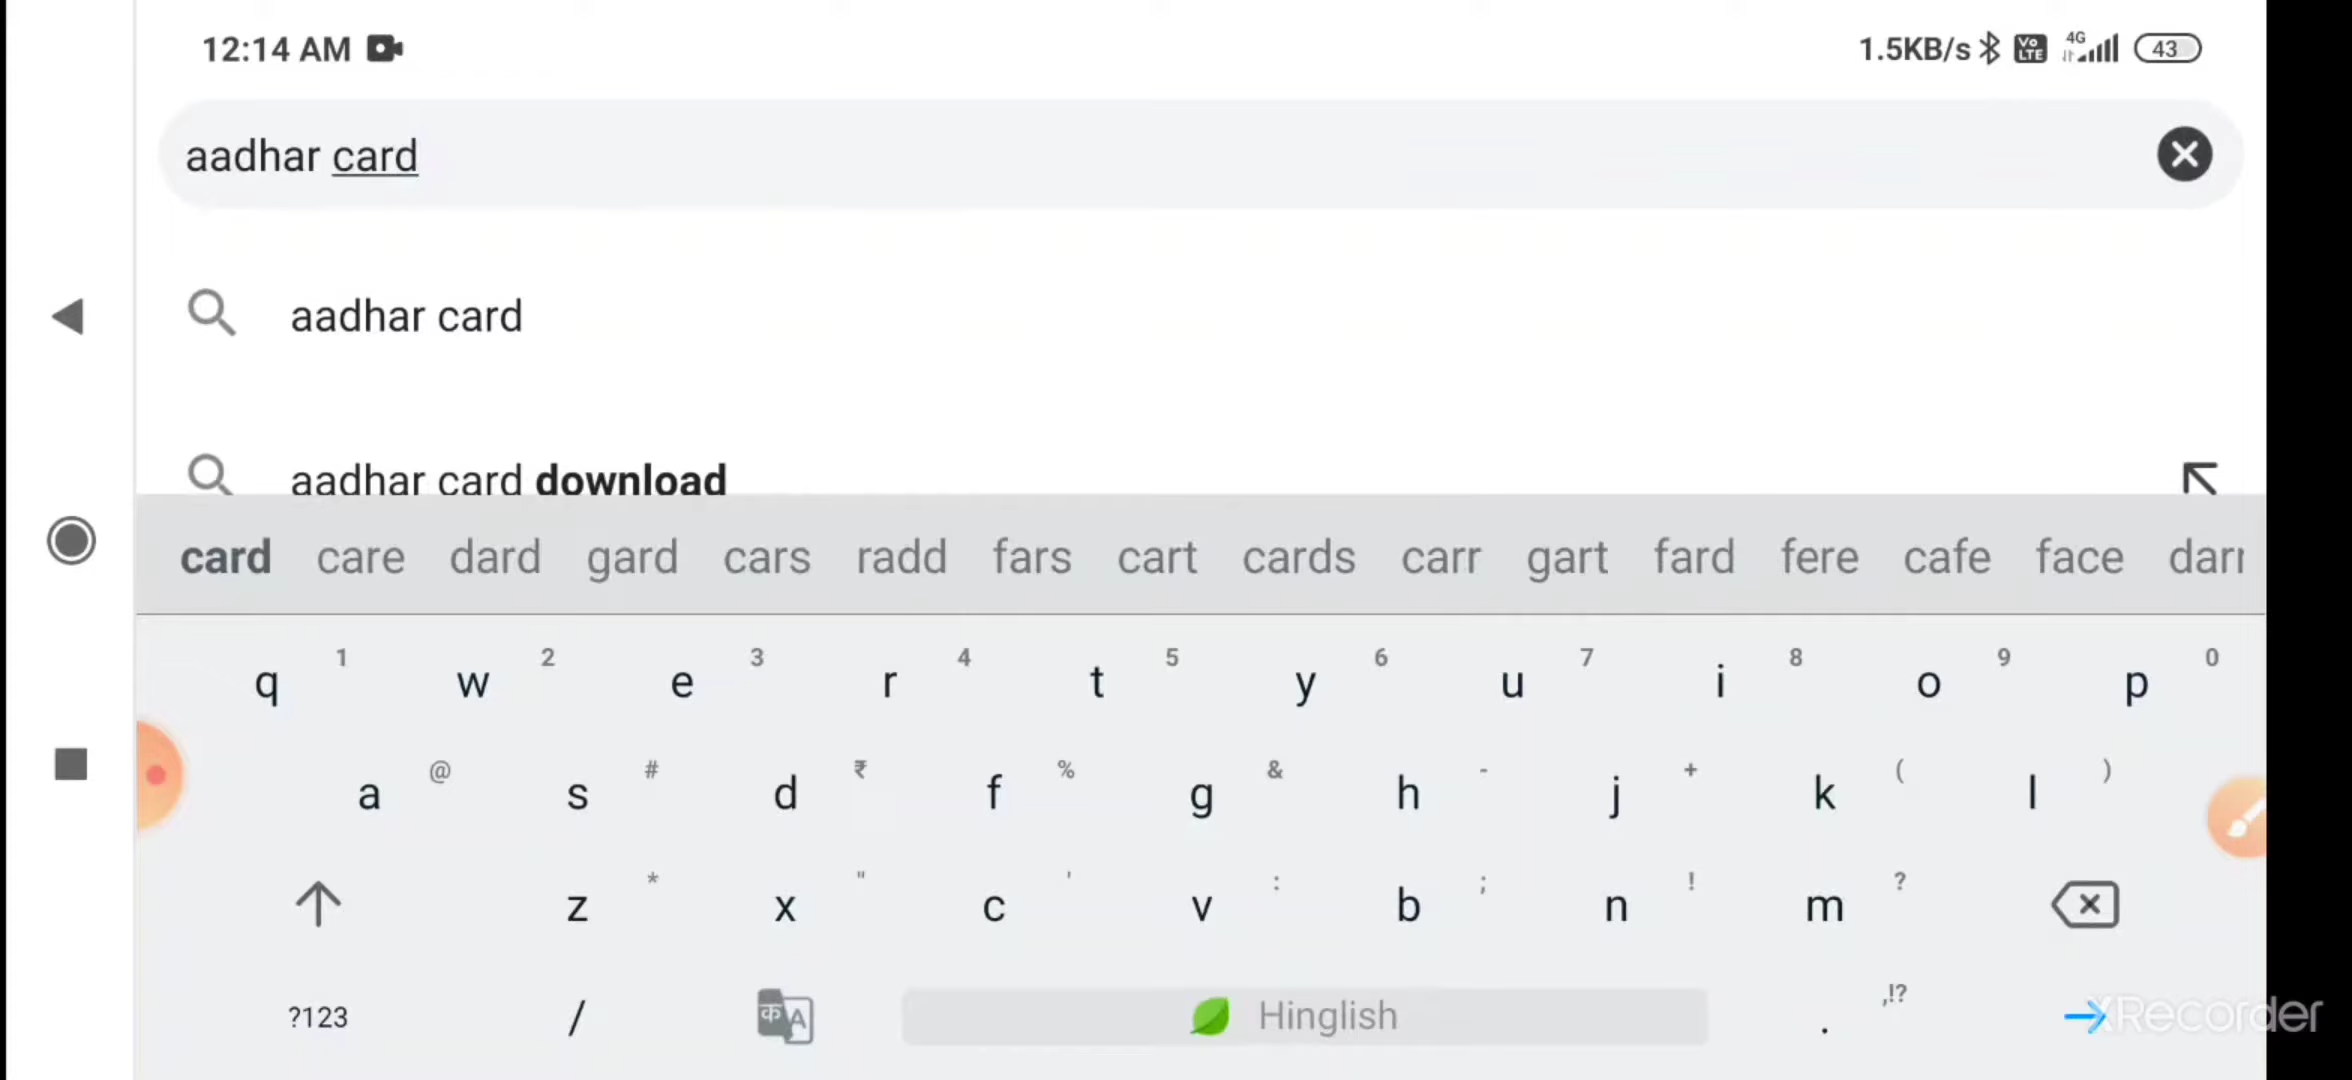 12:14 AM 1.5KB/s Vo LTE 4G 43
aadhar card
aadhar card
aadhar card download
card care dard gard cars radd fars cart cards carr gart fard fere cafe face
q 1 w 2 e 3 r 4 t 5 y 6 u 7 i 8 o 9 p 0
a @ s # d ₹ f % g & h - j + k ( l )
z * x " c ' v : b ; n ! m ?
?123 / क A Hinglish . ,!? XRecorder